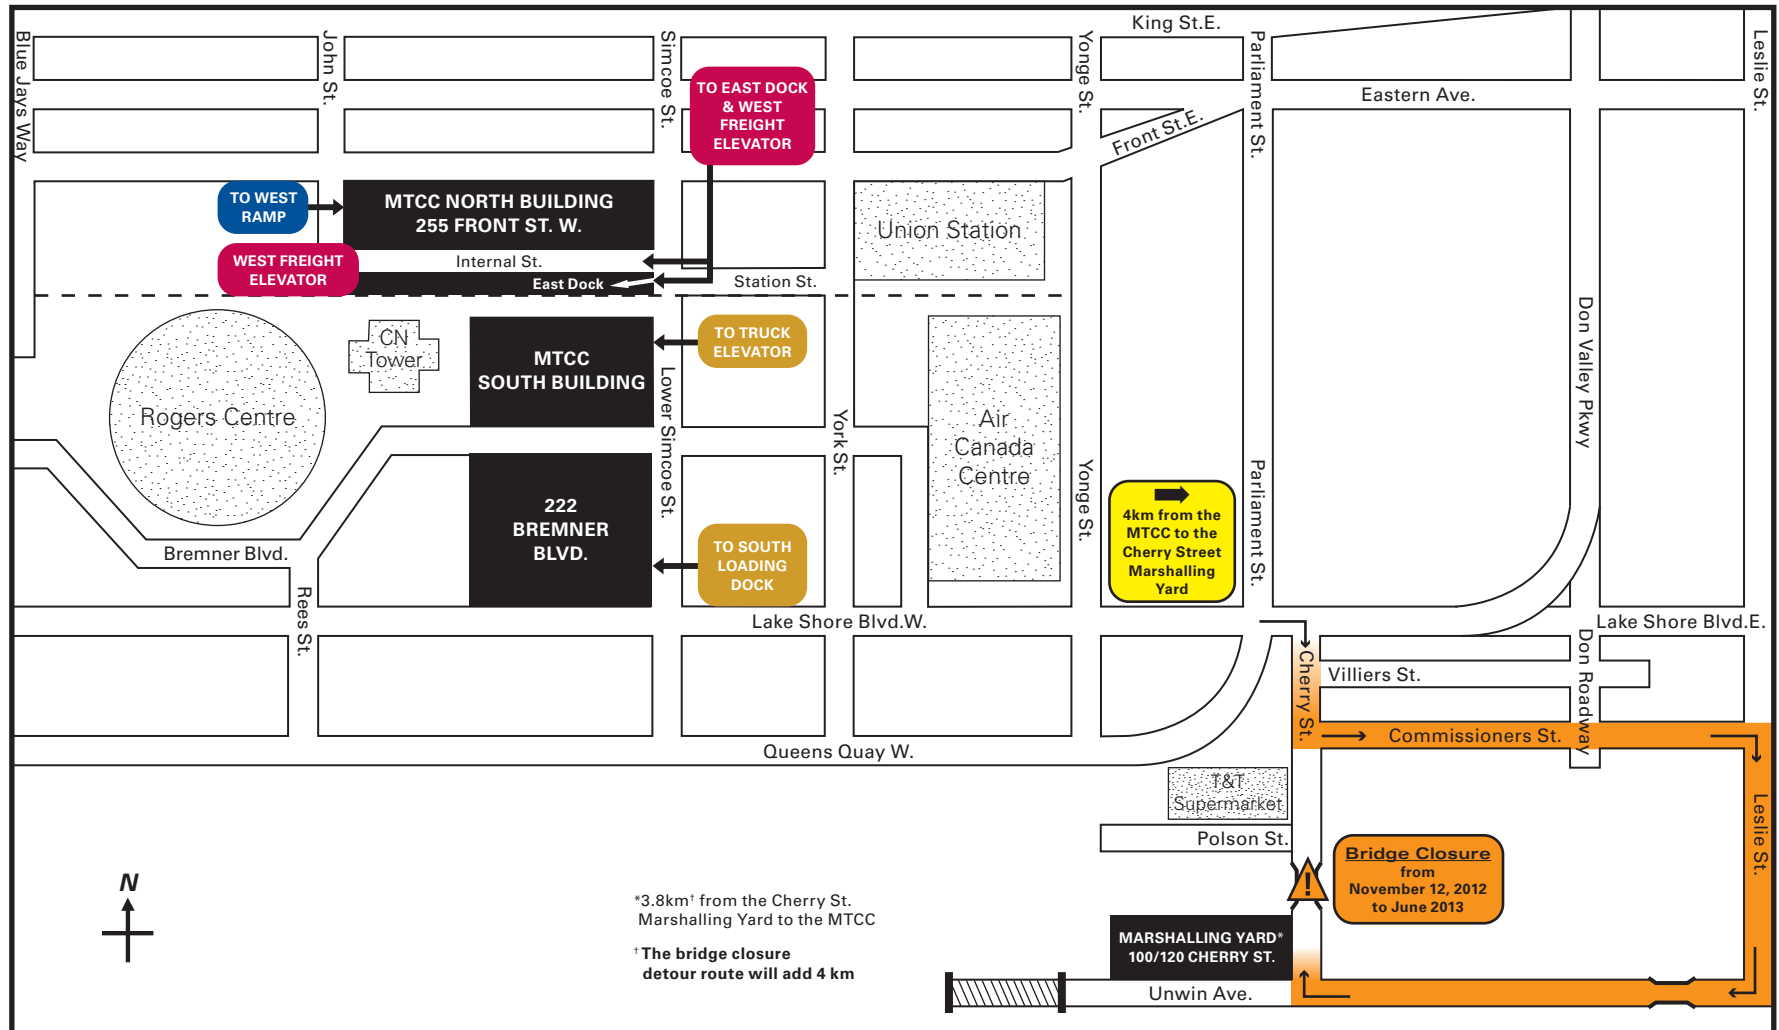 King St.E.
Blue Jays Way
John St.
Simcoe St.
Yonge St.
Parliament St.
Leslie St.
TO EAST DOCK
& WEST
FREIGHT
ELEVATOR
Eastern Ave.
Front St.E.
TO WEST
RAMP
MTCC NORTH BUILDING
255 FRONT ST. W.
Union Station
WEST FREIGHT
ELEVATOR
Internal St.
East Dock
Station St.
CN
Tower
MTCC
SOUTH BUILDING
TO TRUCK
ELEVATOR
Don Valley Pkwy
Rogers Centre
Lower Simcoe St.
York St.
Air
Canada
Centre
Yonge St.
Parliament St.
4km from the
MTCC to the
Cherry Street
Marshalling
Yard
222
BREMNER
BLVD.
TO SOUTH
LOADING
DOCK
Bremner Blvd.
Rees St.
Lake Shore Blvd.W.
Lake Shore Blvd.E.
Cherry St.
Villiers St.
Don Roadway
Commissioners St.
Queens Quay W.
T&T
Supermarket
Polson St.
Leslie St.
Bridge Closure
from
November 12, 2012
to June 2013
!
N
*3.8km† from the Cherry St.
Marshalling Yard to the MTCC
† The bridge closure
detour route will add 4 km
MARSHALLING YARD*
100/120 CHERRY ST.
Unwin Ave.